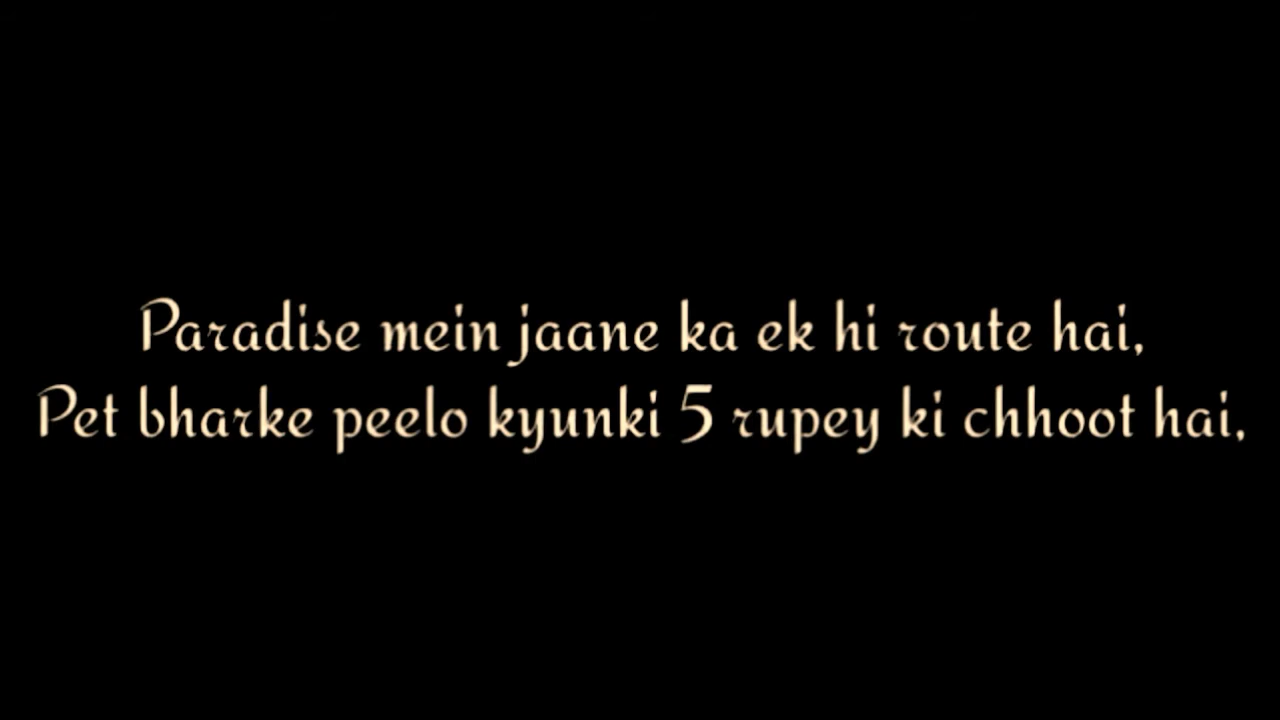 Paradise mein jaane ka ek hi route hai,
Pet bharke peelo kyunki 5 rupey ki chhoot hai,